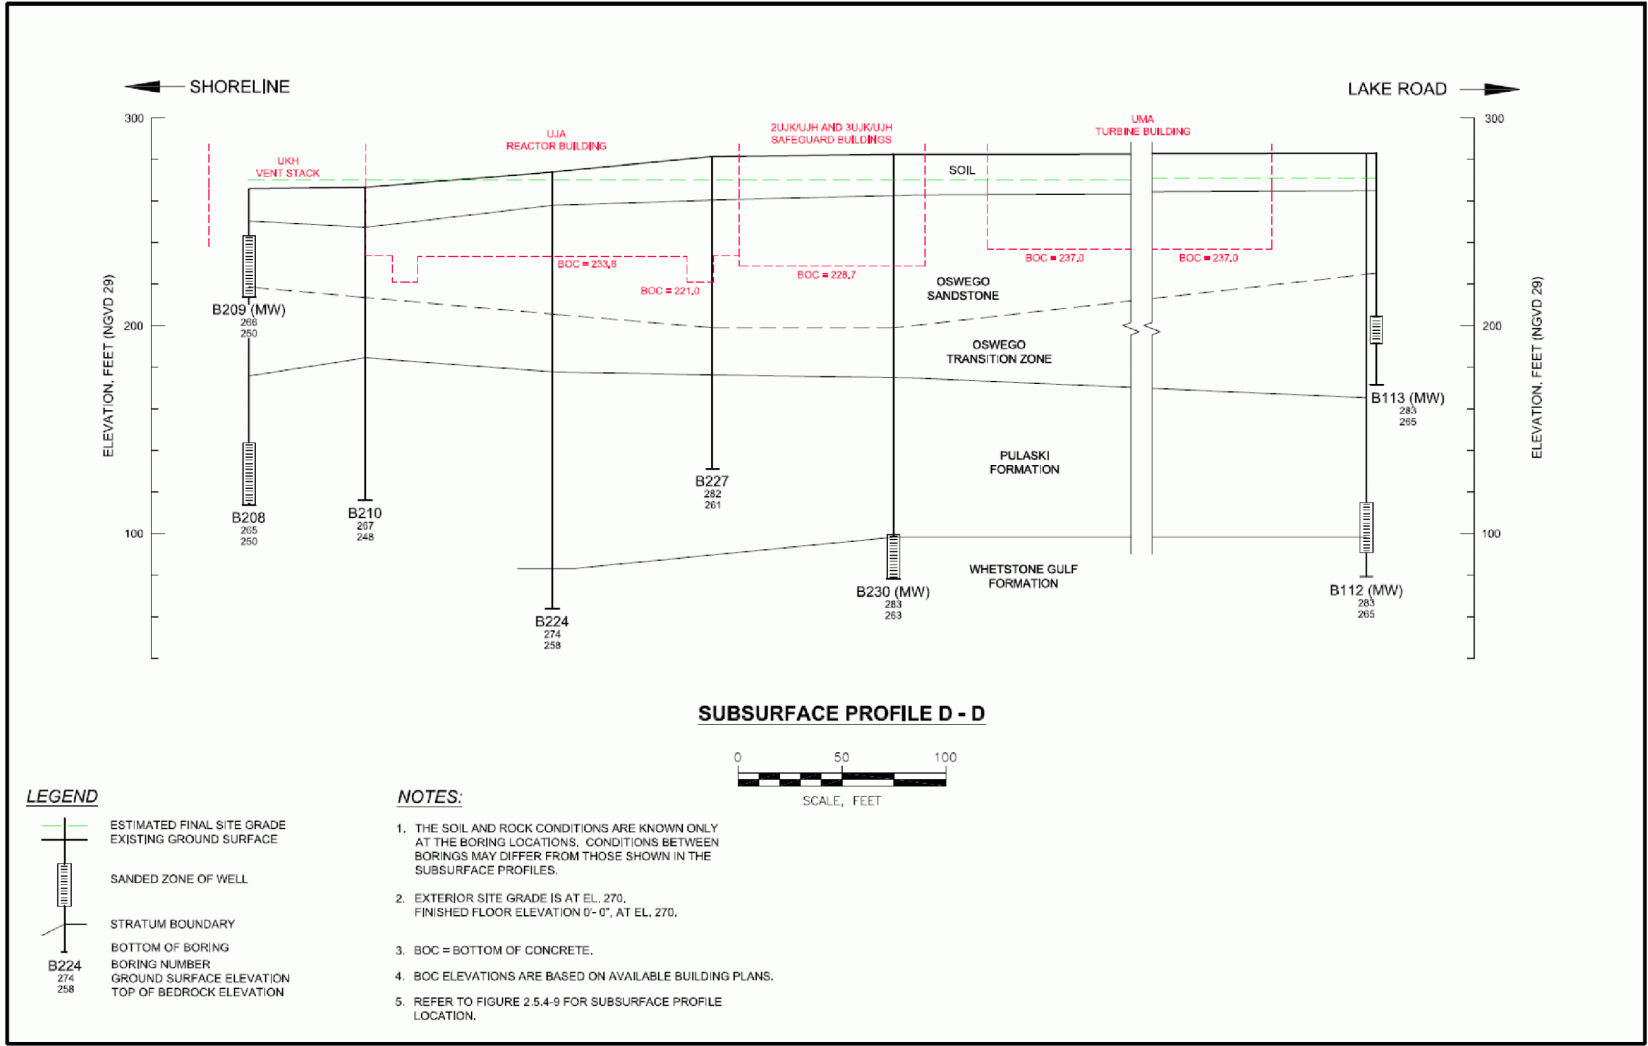 SHORELINE
LAKE ROAD
300
300
UJA
REACTOR BUILDING
2UJK/UJH AND 3UJK/UJH
SAFEGUARD BUILDINGS
UMA
TURBINE BUILDING
UKH
VENT STACK
SOIL
BOC = 233.6
BOC = 221.0
BOC = 228.7
BOC = 237.0
BOC = 237.0
OSWEGO
SANDSTONE
B209 (MW)
266
250
200
200
ELEVATION, FEET (NGVD 29)
ELEVATION, FEET (NGVD 29)
OSWEGO
TRANSITION ZONE
B113 (MW)
283
265
PULASKI
FORMATION
B227
282
261
B208
265
250
B210
267
248
100
100
WHETSTONE GULF
FORMATION
B230 (MW)
283
263
B112 (MW)
283
265
B224
274
258
SUBSURFACE PROFILE D - D
0 50 100
SCALE, FEET
LEGEND
ESTIMATED FINAL SITE GRADE
EXISTING GROUND SURFACE
SANDED ZONE OF WELL
STRATUM BOUNDARY
BOTTOM OF BORING
B224 BORING NUMBER
274 GROUND SURFACE ELEVATION
258 TOP OF BEDROCK ELEVATION
NOTES:
1. THE SOIL AND ROCK CONDITIONS ARE KNOWN ONLY
AT THE BORING LOCATIONS. CONDITIONS BETWEEN
BORINGS MAY DIFFER FROM THOSE SHOWN IN THE
SUBSURFACE PROFILES.
2. EXTERIOR SITE GRADE IS AT EL. 270.
FINISHED FLOOR ELEVATION 0'- 0", AT EL. 270.
3. BOC = BOTTOM OF CONCRETE.
4. BOC ELEVATIONS ARE BASED ON AVAILABLE BUILDING PLANS.
5. REFER TO FIGURE 2.5.4-9 FOR SUBSURFACE PROFILE
LOCATION.